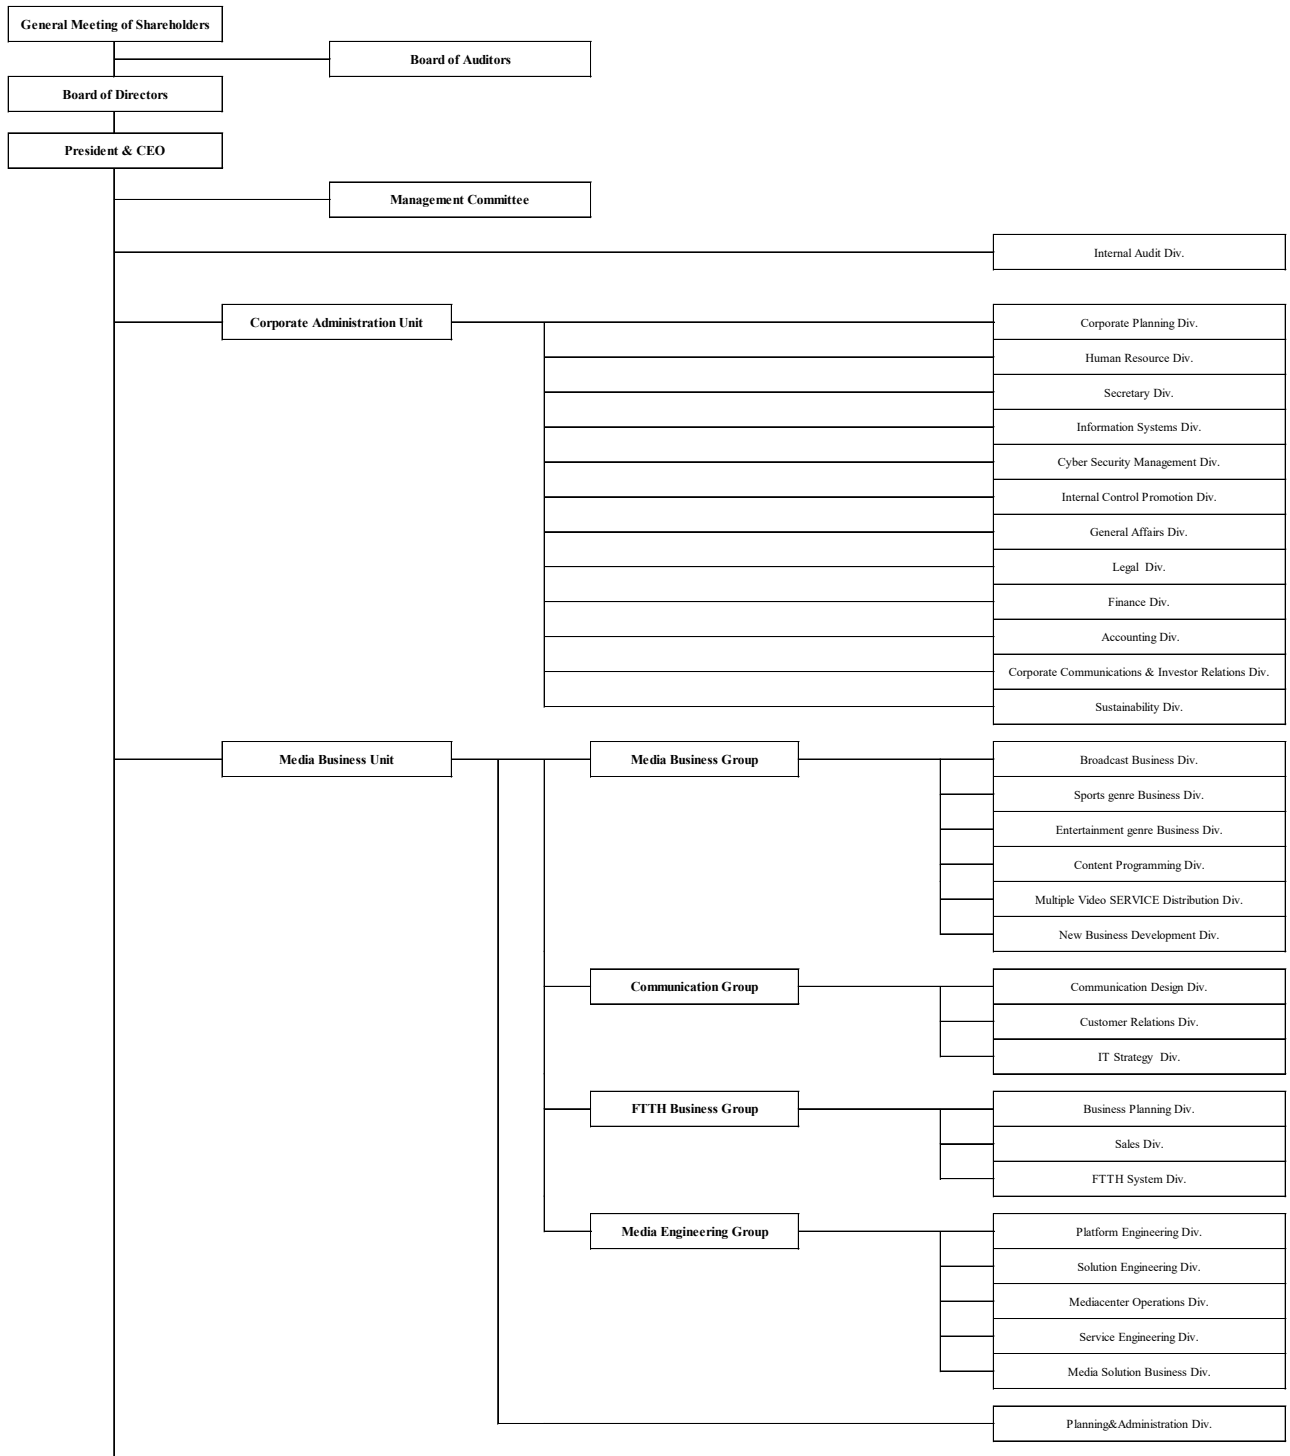 General Meeting of Shareholders
Board of Auditors
Board of Directors
President & CEO
Management Committee
Internal Audit Div.
Corporate Administration Unit
Corporate Planning Div.
Human Resource Div.
Secretary Div.
Information Systems Div.
Cyber Security Management Div.
Internal Control Promotion Div.
General Affairs Div.
Legal  Div.
Finance Div.
Accounting Div.
Corporate Communications & Investor Relations Div.
Sustainability Div.
Media Business Unit
Media Business Group
Broadcast Business Div.
Sports genre Business Div.
Entertainment genre Business Div.
Content Programming Div.
Multiple Video SERVICE Distribution Div.
New Business Development Div.
Communication Group
Communication Design Div.
Customer Relations Div.
IT Strategy  Div.
FTTH Business Group
Business Planning Div.
Sales Div.
FTTH System Div.
Media Engineering Group
Platform Engineering Div.
Solution Engineering Div.
Mediacenter Operations Div.
Service Engineering Div.
Media Solution Business Div.
Planning&Administration Div.